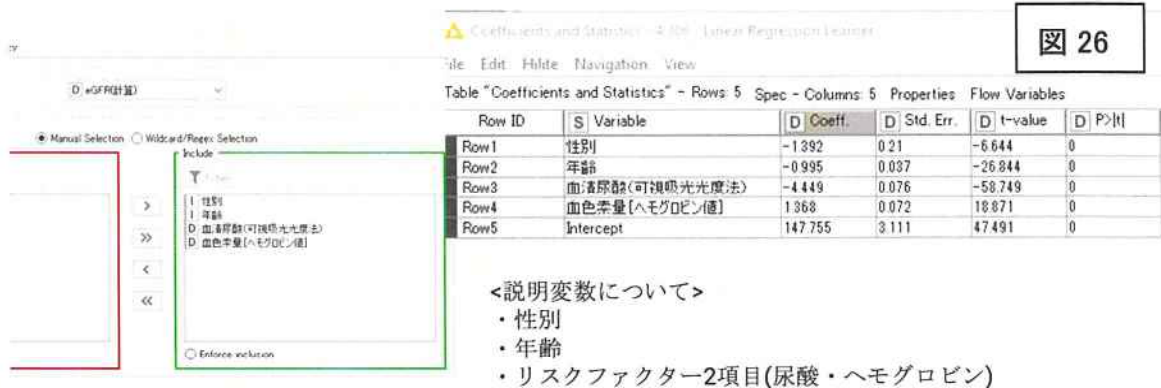 図 26
Coefficients and Statistics - 4:306 - Linear Regression Learner
File Edit Hilite Navigation View
Table "Coefficients and Statistics" - Rows: 5 Spec - Columns: 5 Properties Flow Variables
Row ID S Variable D Coeff. D Std. Err. D t-value D P>|t|
Row1 性別 -1.392 0.21 -6.644 0
Row2 年齢 -0.995 0.037 -26.844 0
Row3 血清尿酸(可視吸光光度法) -4.449 0.076 -58.749 0
Row4 血色素量[ヘモグロビン値] 1.368 0.072 18.871 0
Row5 Intercept 147.755 3.111 47.491 0
D eGFR(計算)
Manual Selection Wildcard/Regex Selection
Include
Filter
I 性別
I 年齢
D 血清尿酸(可視吸光光度法)
D 血色素量[ヘモグロビン値]
>
>>
<
<<
Enforce inclusion
<説明変数について>
・性別
・年齢
・リスクファクター2項目(尿酸・ヘモグロビン)